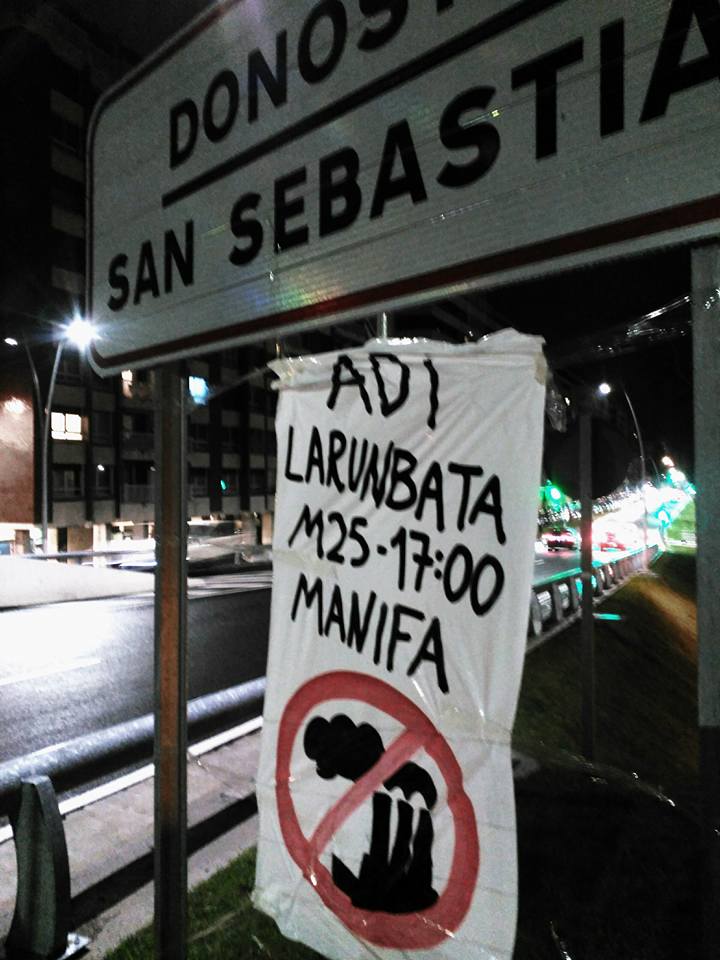 DONOST
SAN SEBASTIA
ADI
LARUNBATA
M25-17:00
MANIFA